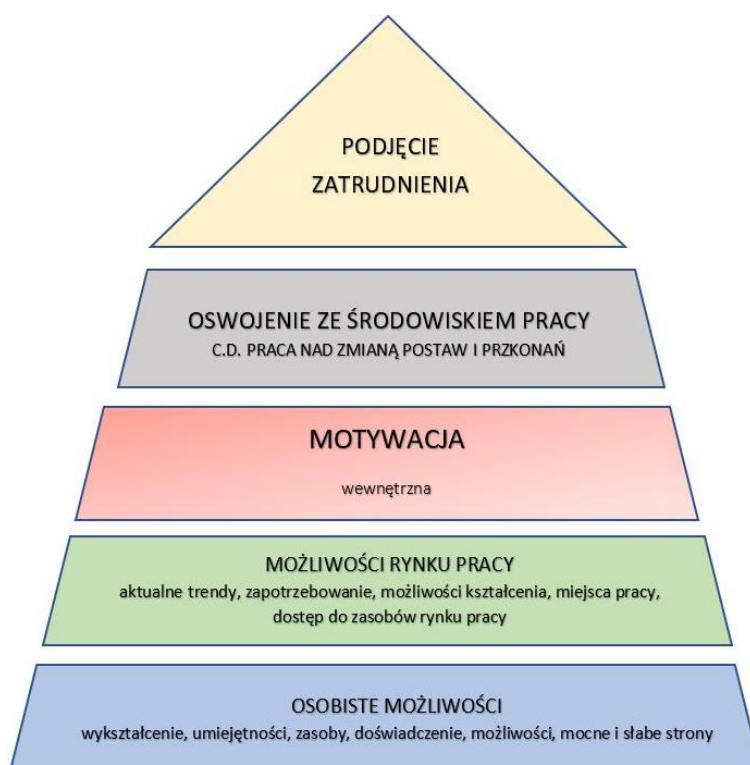 PODJĘCIE
ZATRUDNIENIA
OSWOJENIE ZE ŚRODOWISKIEM PRACY
C.D. PRACA NAD ZMIANĄ POSTAW I PRZKONAŃ
MOTYWACJA
wewnętrzna
MOŻLIWOŚCI RYNKU PRACY
aktualne trendy, zapotrzebowanie, możliwości kształcenia, miejsca pracy,
dostęp do zasobów rynku pracy
OSOBISTE MOŻLIWOŚCI
wykształcenie, umiejętności, zasoby, doświadczenie, możliwości, mocne i słabe strony